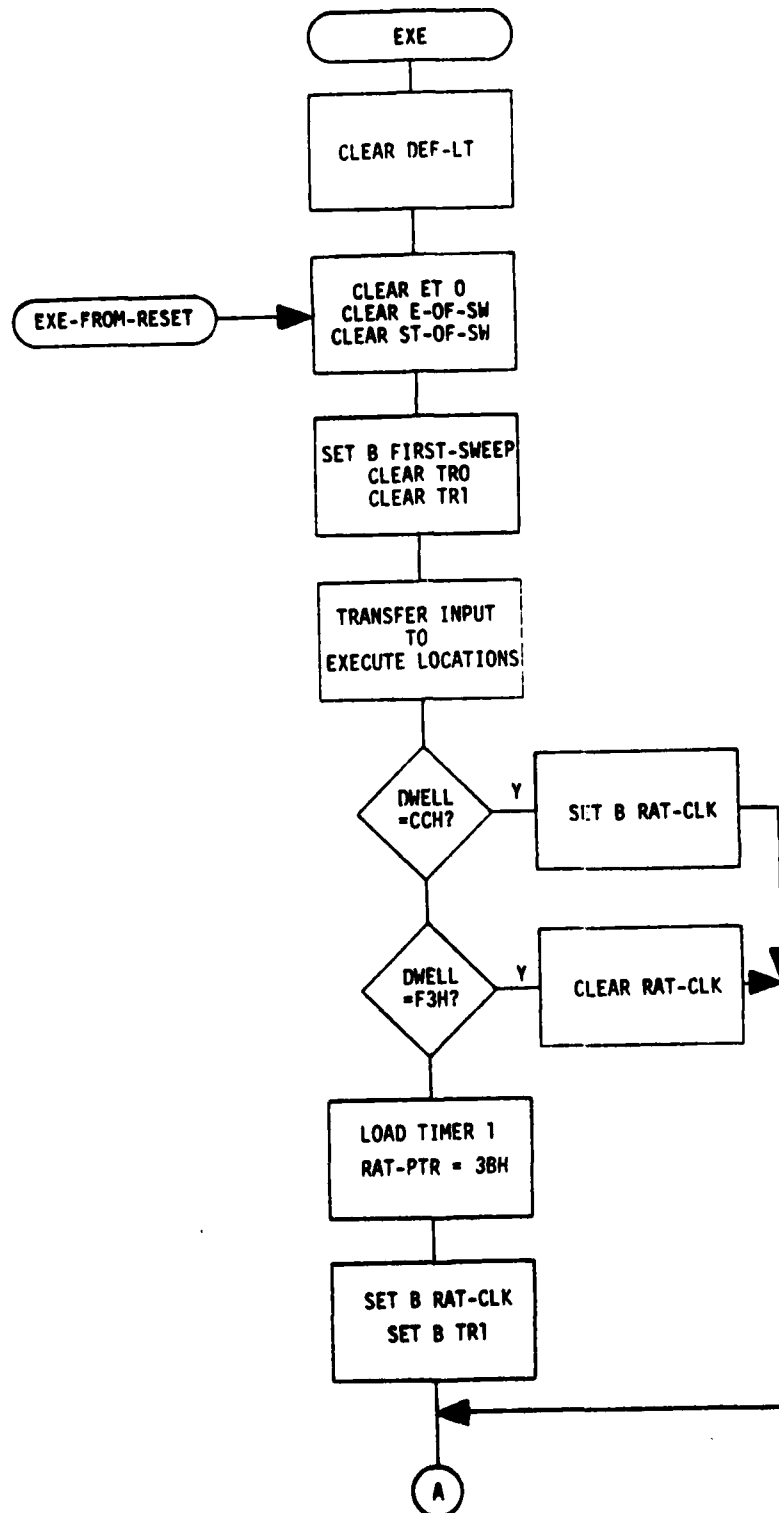 EXE
CLEAR DEF-LT
CLEAR ET 0
CLEAR E-OF-SW
CLEAR ST-OF-SW
EXE-FROM-RESET
SET B FIRST-SWEEP
CLEAR TR0
CLEAR TR1
TRANSFER INPUT
TO
EXECUTE LOCATIONS
DWELL
=CCH?
Y
SET B RAT-CLK
DWELL
=F3H?
Y
CLEAR RAT-CLK
LOAD TIMER 1
RAT-PTR = 3BH
SET B RAT-CLK
SET B TR1
A